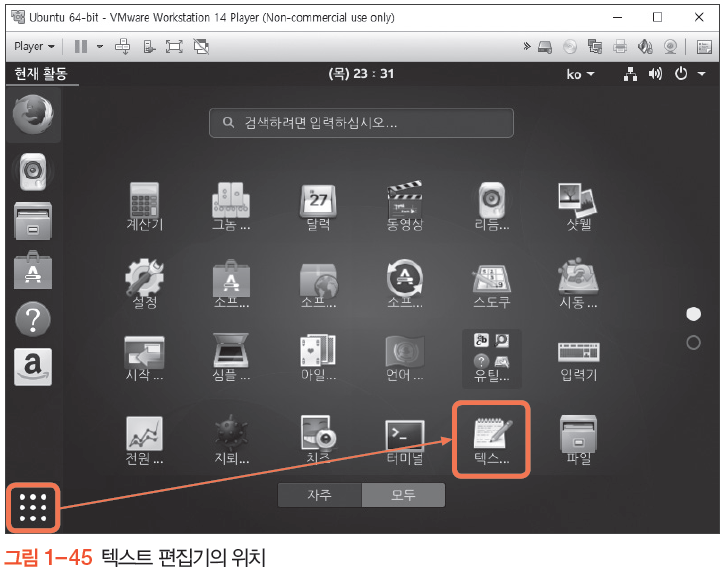 Ubuntu 64-bit - VMware Workstation 14 Player (Non-commercial use only)
Player
현재 활동
(목) 23 : 31
ko
검색하려면 입력하십시오...
계산기
그놈 ...
27
달력
동영상
리듬...
샷웰
설정
소프...
소프...
소프...
스도쿠
시동 ...
시작 ...
심플 ...
마일...
언어 ...
유틸...
입력기
전원 ...
지뢰...
치즈
터미널
텍스...
파일
자주
모두
그림 1-45 텍스트 편집기의 위치